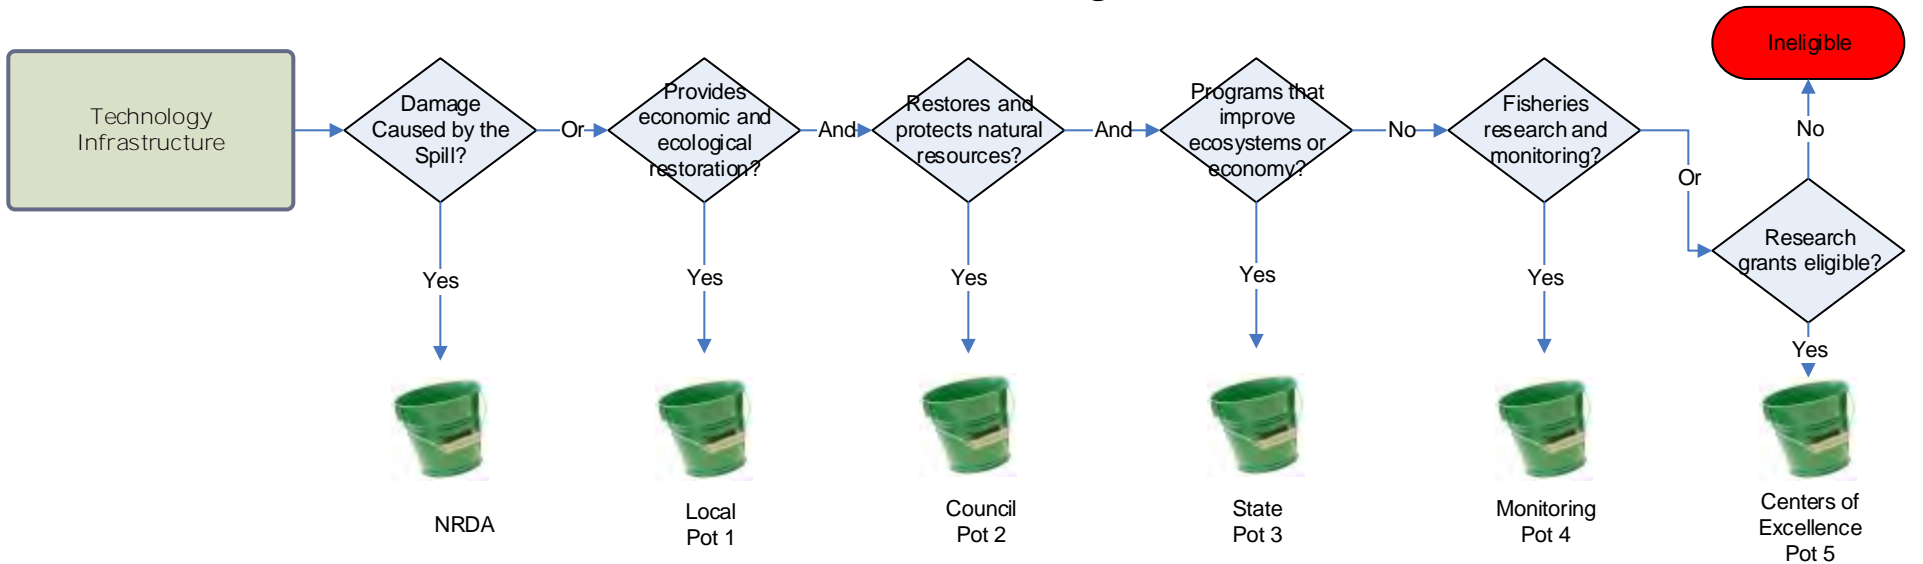 Technology
Infrastructure
Damage
Caused by the
Spill?
Or
Provides
economic and
ecological
restoration?
And
Restores and
protects natural
resources?
And
Programs that
improve
ecosystems or
economy?
No
Fisheries
research and
monitoring?
Or
Research
grants eligible?
No
Ineligible
Yes
Yes
Yes
Yes
Yes
Yes
NRDA
Local
Pot 1
Council
Pot 2
State
Pot 3
Monitoring
Pot 4
Centers of
Excellence
Pot 5